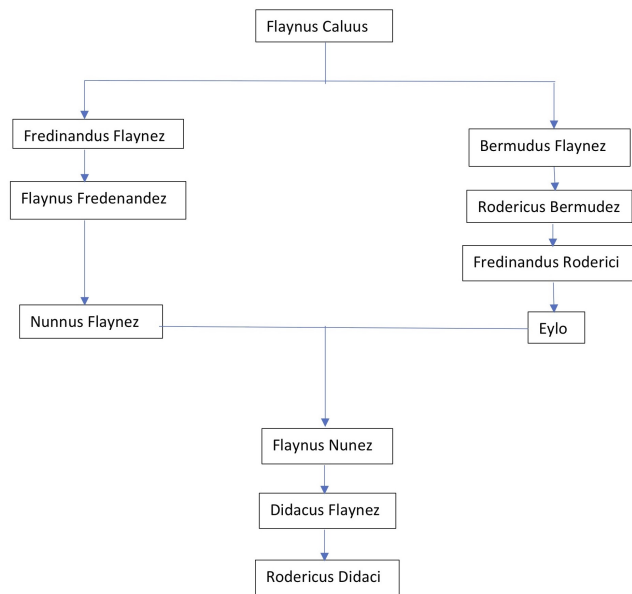 Flaynus Caluus
Fredinandus Flaynez
Bermudus Flaynez
Flaynus Fredenandez
Rodericus Bermudez
Fredinandus Roderici
Nunnus Flaynez
Eylo
Flaynus Nunez
Didacus Flaynez
Rodericus Didaci